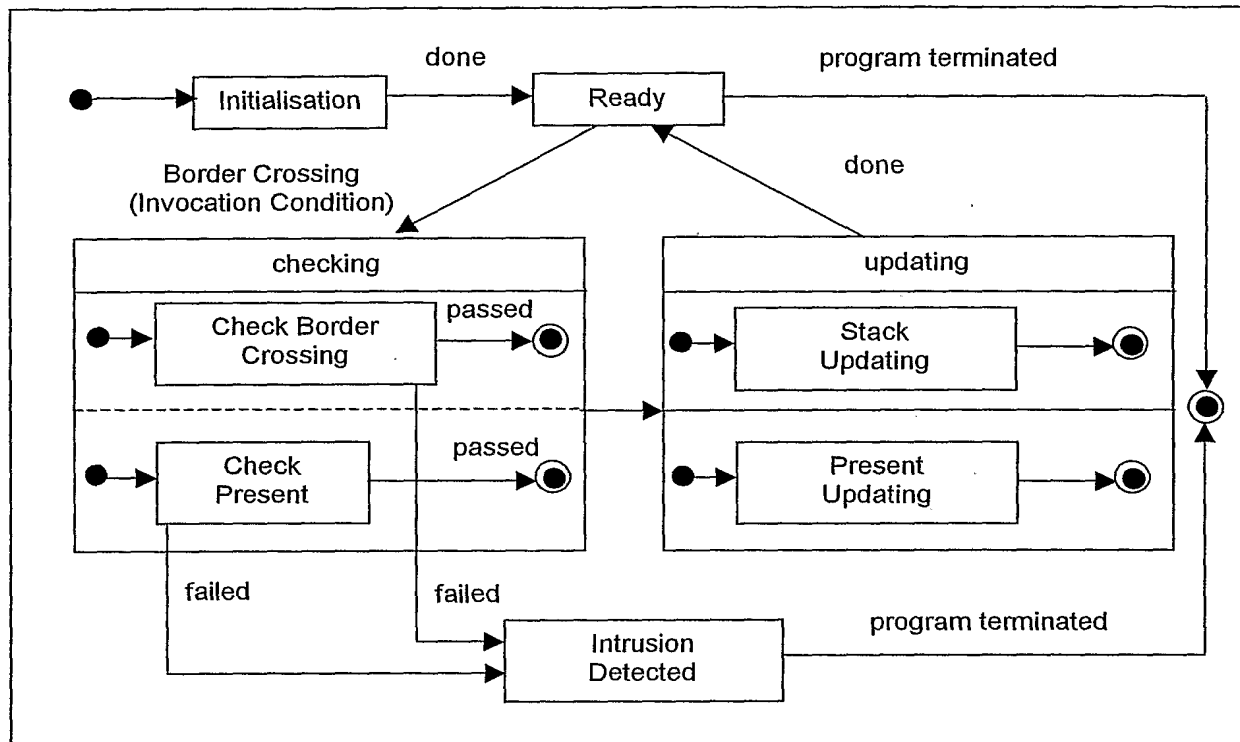 done
program terminated
Initialisation
Ready
Border Crossing
(Invocation Condition)
done
checking
updating
passed
Check Border
Crossing
Stack
Updating
passed
Check
Present
Present
Updating
failed
failed
program terminated
Intrusion
Detected